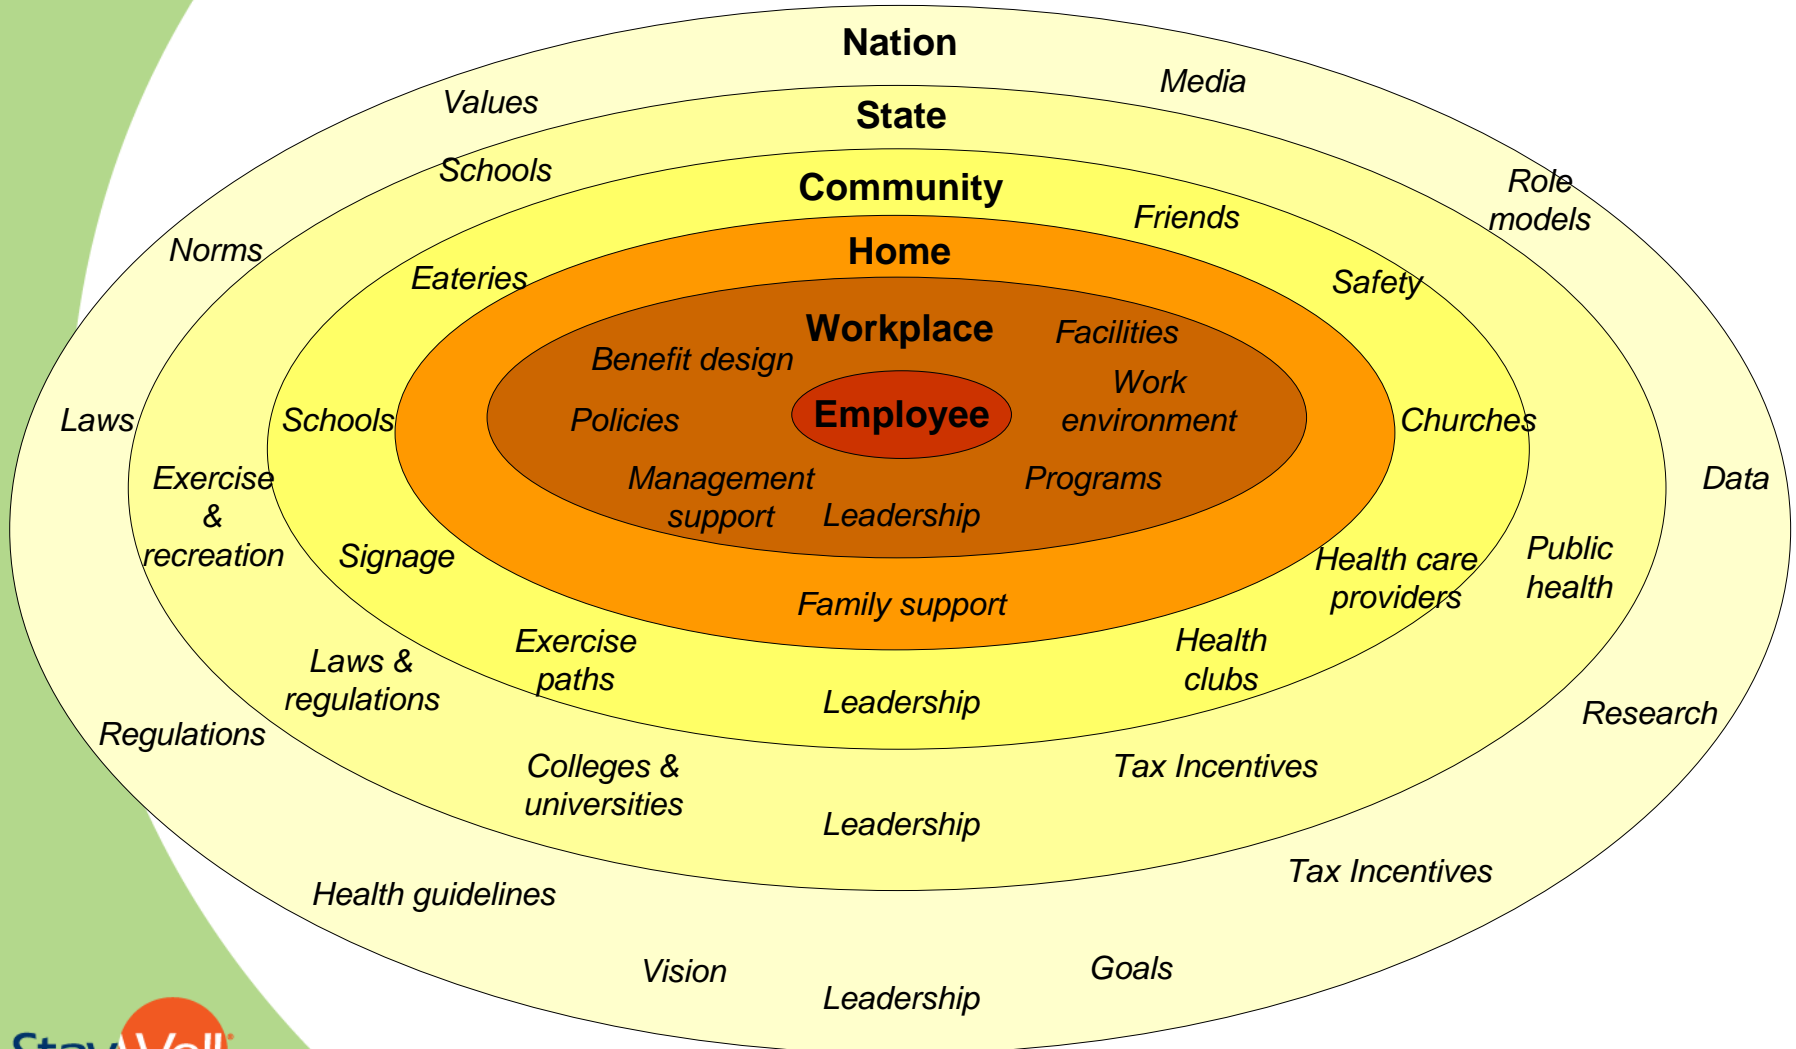 Nation
Media
Values
State
Schools
Role
models
Community
Friends
Norms
Home
Eateries
Safety
Workplace
Facilities
Benefit design
Work
environment
Employee
Laws
Schools
Policies
Churches
Exercise
&
recreation
Management
support
Programs
Data
Leadership
Signage
Health care
providers
Public
health
Family support
Exercise
paths
Health
clubs
Laws &
regulations
Leadership
Research
Regulations
Colleges &
universities
Tax Incentives
Leadership
Tax Incentives
Health guidelines
Vision
Goals
Leadership
StayWell